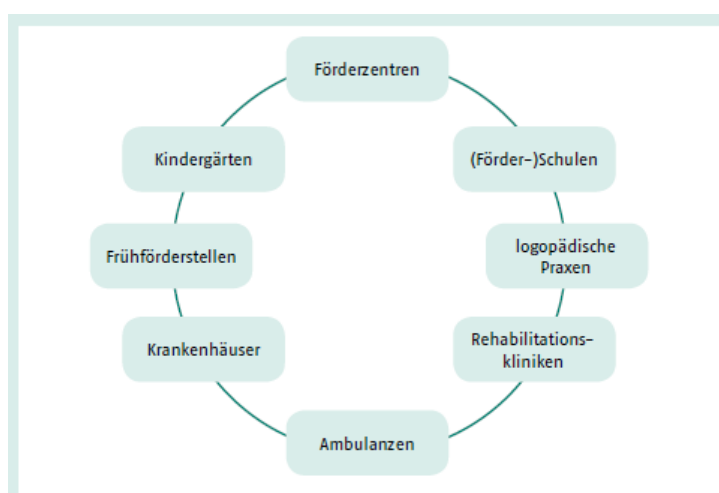 Förderzentren
Kindergärten
(Förder-)Schulen
Frühförderstellen
logopädische
Praxen
Krankenhäuser
Rehabilitations-
kliniken
Ambulanzen